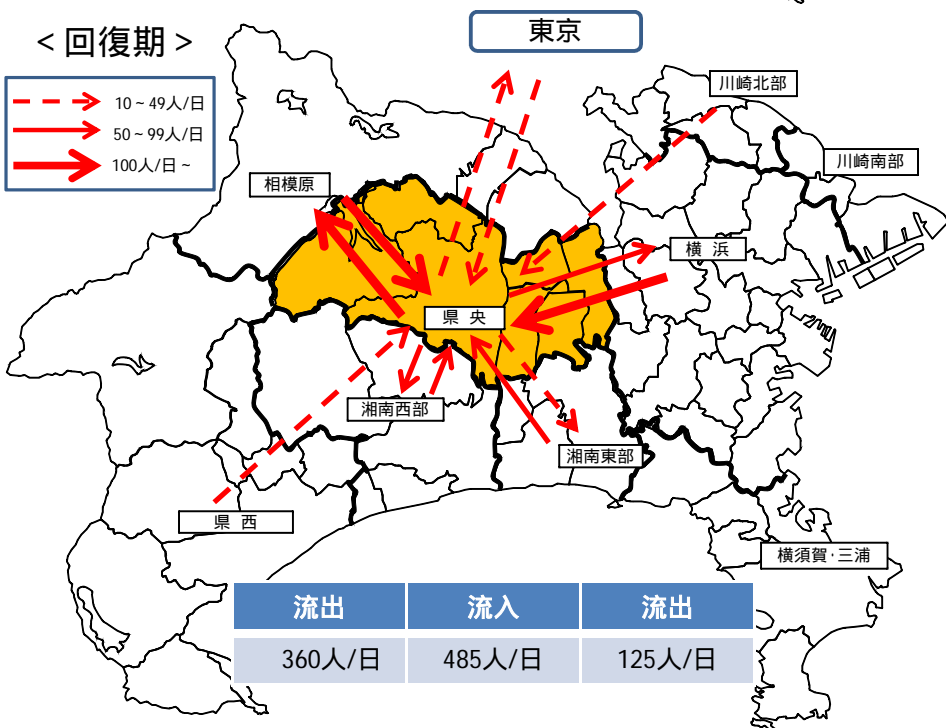 東京
＜回復期＞
10～49人/日
50～99人/日
100人/日～
川崎北部
川崎南部
相模原
横 浜
県 央
湘南西部
湘南東部
県 西
横須賀・三浦
流出 流入 流出
360人/日 485人/日 125人/日